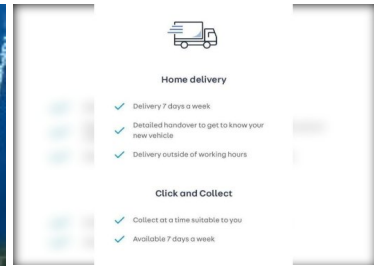 Home delivery
Delivery 7 days a week
Detailed handover to get to know your
new vehicle
Delivery outside of working hours
Click and Collect
Collect at a time suitable to you
Available 7 days a week